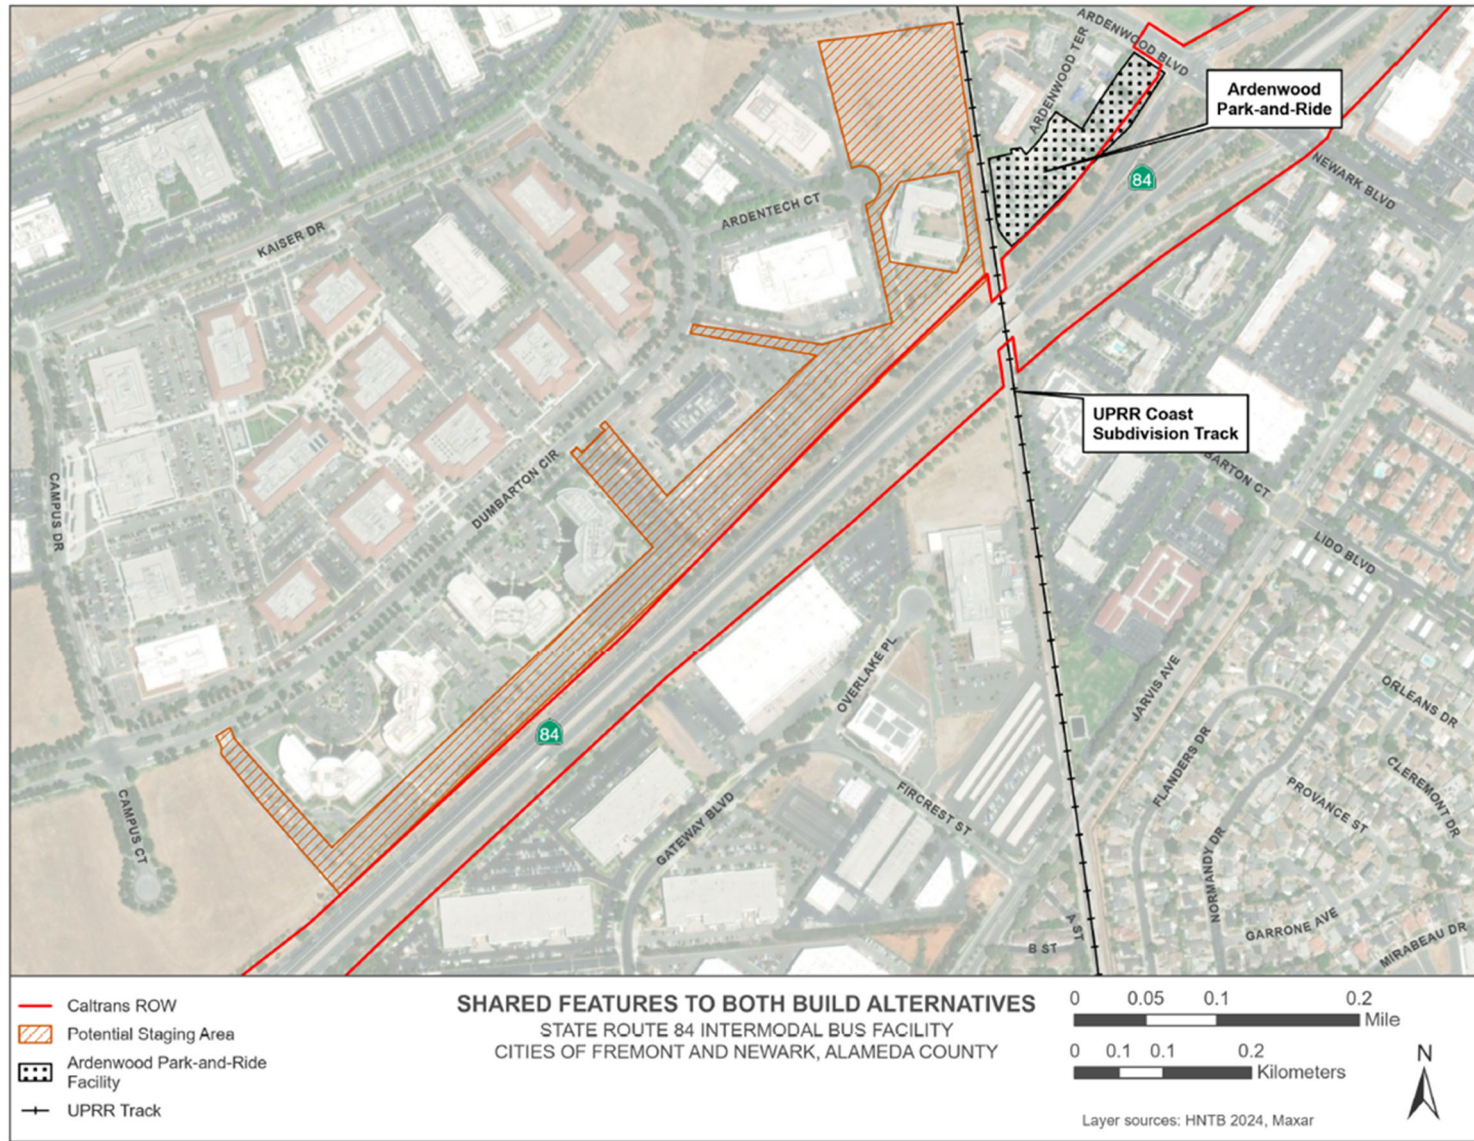 ARDENWOOD BLVD
ARDENWOOD TER
Ardenwood
Park-and-Ride
84
NEWARK BLVD
ARDENTECH CT
KAISER DR
UPRR Coast
Subdivision Track
BARTON CT
DUMBARTON CIR
CAMPUS DR
LIDO BLVD
OVERLAKE PL
JARVIS AVE
ORLEANS DR
84
FLANDERS DR
CLEREMONT DR
PROVANCE ST
CAMPUS CT
FIRCREST ST
GATEWAY BLVD
NORMANDY DR
A ST
B ST
GARRONE AVE
MIRABEAU DR
Caltrans ROW
Potential Staging Area
Ardenwood Park-and-Ride
Facility
UPRR Track
SHARED FEATURES TO BOTH BUILD ALTERNATIVES
STATE ROUTE 84 INTERMODAL BUS FACILITY
CITIES OF FREMONT AND NEWARK, ALAMEDA COUNTY
0 0.05 0.1 0.2
Mile
0 0.1 0.1 0.2
Kilometers
N
Layer sources: HNTB 2024, Maxar